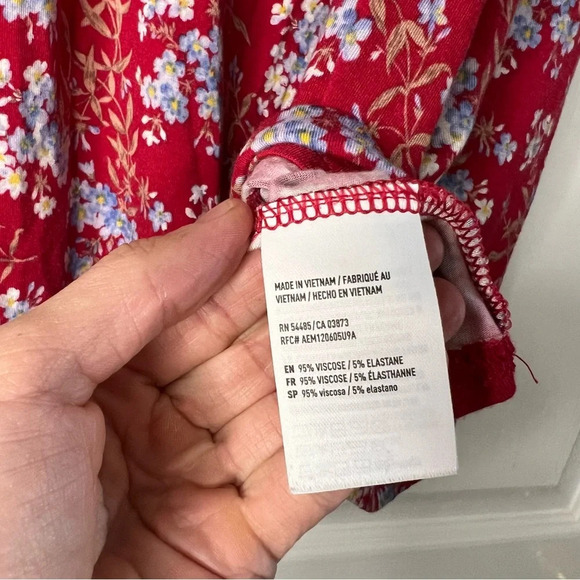 MADE IN VIETNAM / FABRIQUÉ AU
VIETNAM / HECHO EN VIETNAM
RN 54485/CA 03873
RFC# AEM120605U9A
EN 95% VISCOSE / 5% ELASTANE
FR 95% VISCOSE / 5% ÉLASTHANNE
SP 95% viscosa / 5% elastano